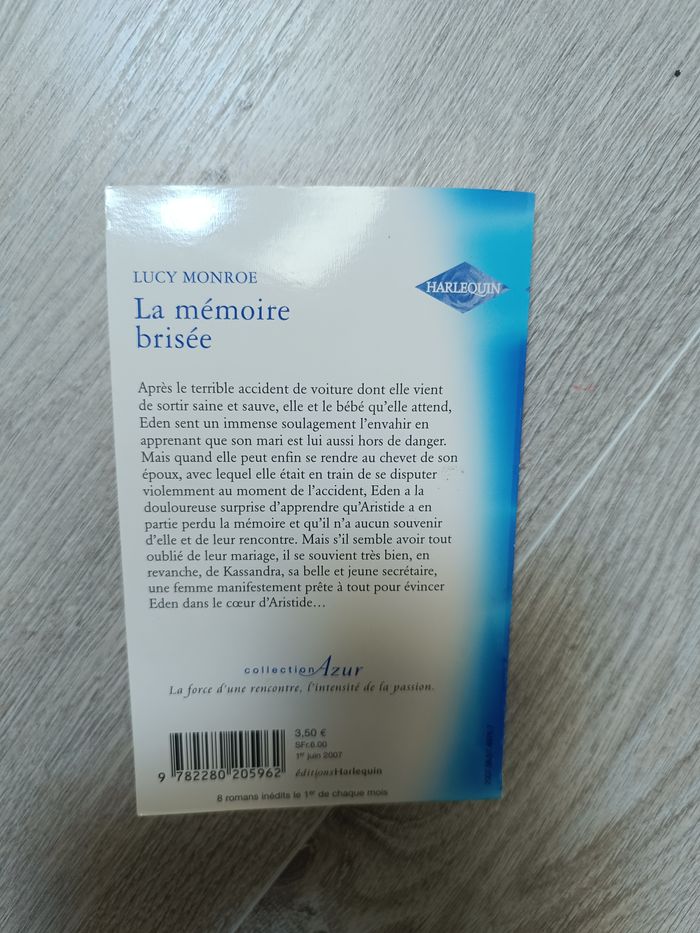 LUCY MONROE
HARLEQUIN
La mémoire
brisée
Après le terrible accident de voiture dont elle vient
de sortir saine et sauve, elle et le bébé qu'elle attend,
Eden sent un immense soulagement l'envahir en
apprenant que son mari est lui aussi hors de danger.
Mais quand elle peut enfin se rendre au chevet de son
époux, avec lequel elle était en train de se disputer
violemment au moment de l'accident, Eden a la
douloureuse surprise d'apprendre qu'Aristide a en
partie perdu la mémoire et qu'il n'a aucun souvenir
d'elle et de leur rencontre. Mais s'il semble avoir tout
oublié de leur mariage, il se souvient très bien, en
revanche, de Kassandra, sa belle et jeune secrétaire,
une femme manifestement prête à tout pour évincer
Eden dans le cœur d'Aristide…
collection Azur
La force d'une rencontre, l'intensité de la passion.
3,50 €
SFr.6.00
1er juin 2007
9 782280 205962
éditionsHarlequin
8 romans inédits le 1er de chaque mois